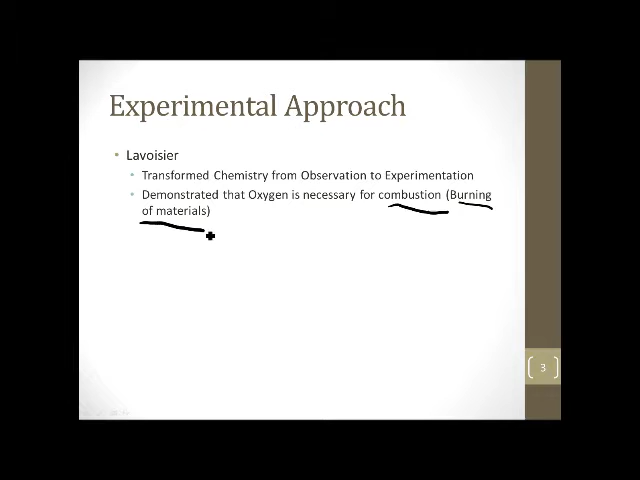 Experimental Approach
• Lavoisier
• Transformed Chemistry from Observation to Experimentation
• Demonstrated that Oxygen is necessary for combustion (Burning
of materials)
[ 3 ]